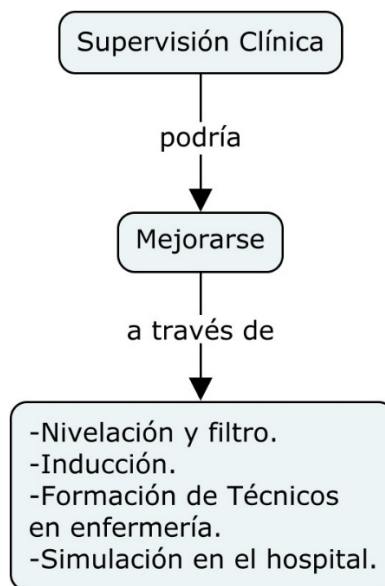 Supervisión Clínica
podría
Mejorarse
a través de
-Nivelación y filtro.
-Inducción.
-Formación de Técnicos
en enfermería.
-Simulación en el hospital.